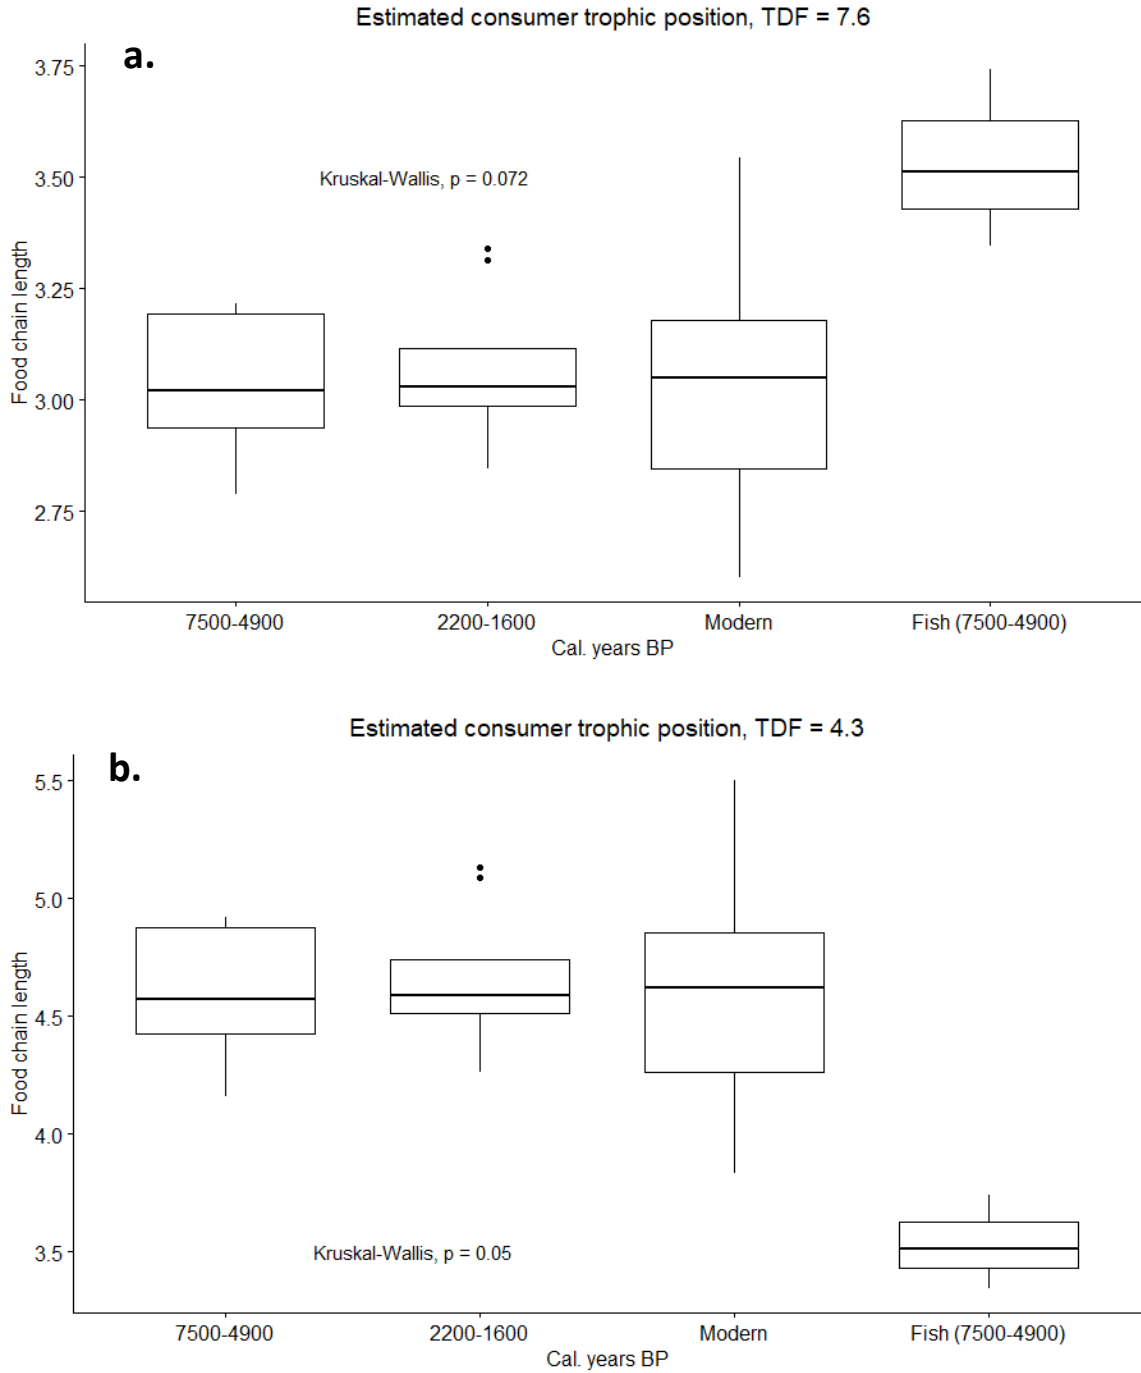 Estimated consumer trophic position, TDF = 7.6
a.
3.75
3.50
3.25
3.00
2.75
Food chain length
Kruskal-Wallis, p = 0.072
7500-4900
2200-1600
Modern
Fish (7500-4900)
Cal. years BP
Estimated consumer trophic position, TDF = 4.3
b.
5.5
5.0
4.5
4.0
3.5
Food chain length
Kruskal-Wallis, p = 0.05
7500-4900
2200-1600
Modern
Fish (7500-4900)
Cal. years BP